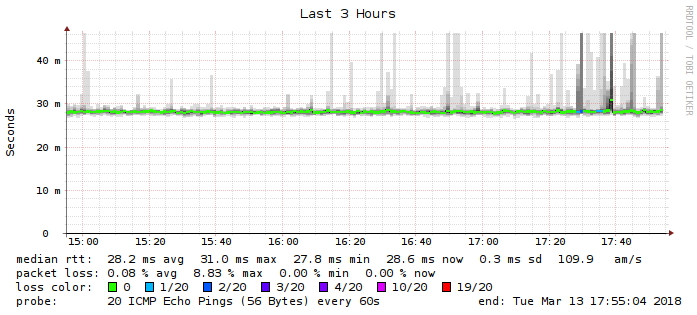 Last 3 Hours
RRDTOOL / TOBI OETIKER
Seconds
40 m
30 m
20 m
10 m
0
15:00 15:20 15:40 16:00 16:20 16:40 17:00 17:20 17:40
median rtt: 28.2 ms avg 31.0 ms max 27.8 ms min 28.6 ms now 0.3 ms sd 109.9 am/s
packet loss: 0.08 % avg 8.83 % max 0.00 % min 0.00 % now
loss color: 0 1/20 2/20 3/20 4/20 10/20 19/20
probe: 20 ICMP Echo Pings (56 Bytes) every 60s end: Tue Mar 13 17:55:04 2018